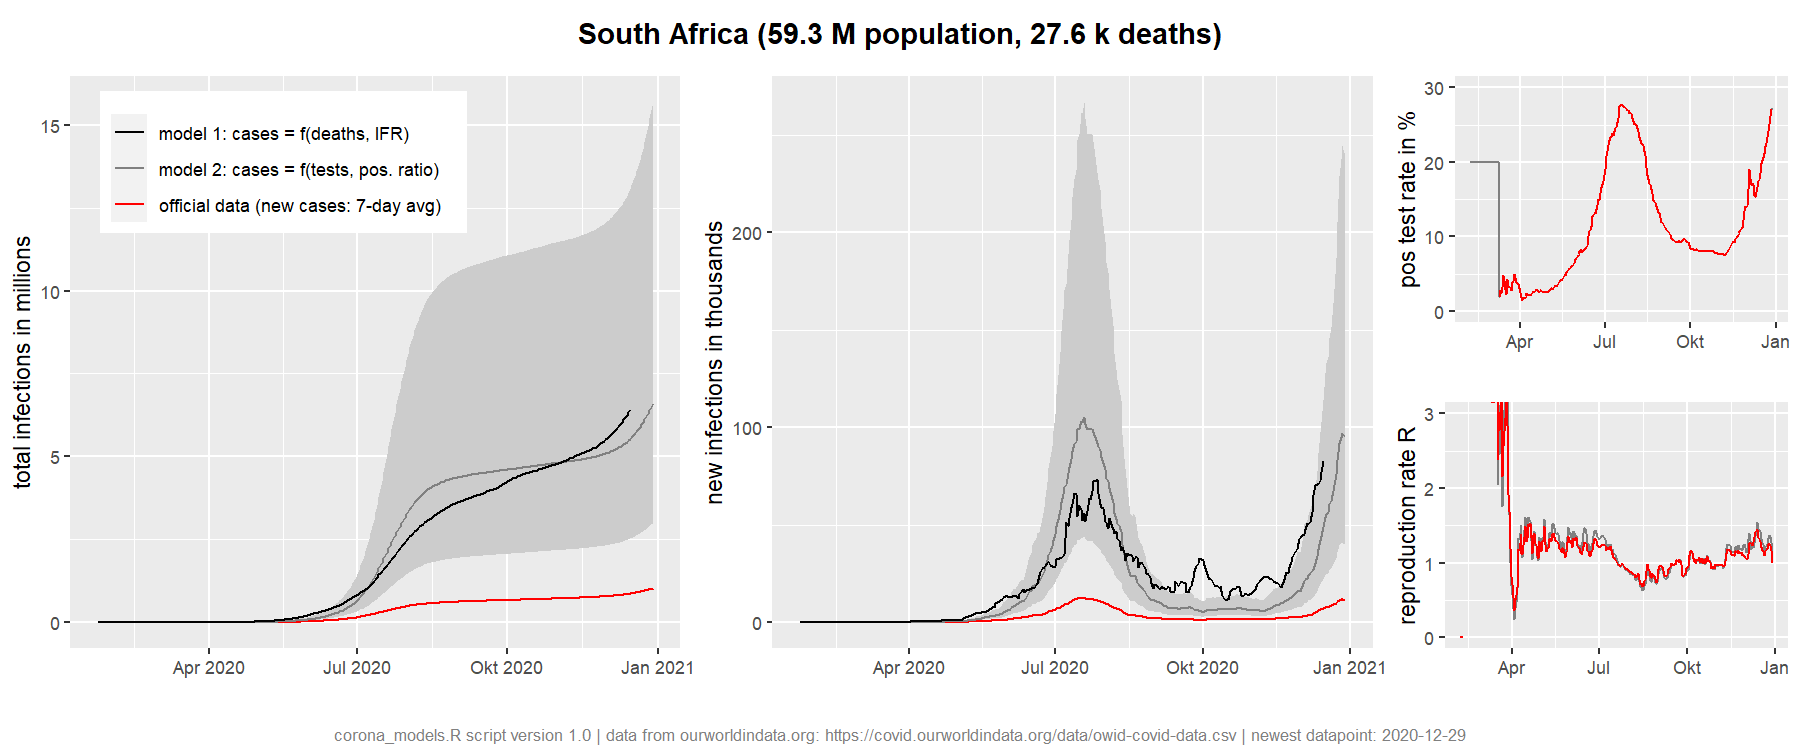 South Africa (59.3 M population, 27.6 k deaths)
total infections in millions
15
10
5
0
model 1: cases = f(deaths, IFR)
model 2: cases = f(tests, pos. ratio)
official data (new cases: 7-day avg)
Apr 2020 Jul 2020 Okt 2020 Jan 2021
new infections in thousands
200
100
0
Apr 2020 Jul 2020 Okt 2020 Jan 2021
pos test rate in %
30
20
10
0
Apr Jul Okt Jan
reproduction rate R
3
2
1
0
Apr Jul Okt Jan
corona_models.R script version 1.0 | data from ourworldindata.org: https://covid.ourworldindata.org/data/owid-covid-data.csv | newest datapoint: 2020-12-29